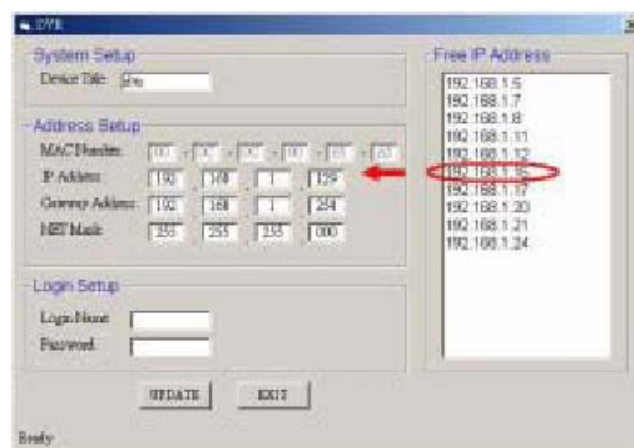 DVR
System Setup
Device Title
Address Setup
MAC Number
IP Address 192 168 1 129
Gateway Address 192 168 1 254
NET Mask 255 255 255 000
Login Setup
Login Name
Password
UPDATE EXIT
Ready
Free IP Address
192.168.1.5
192.168.1.7
192.168.1.8
192.168.1.11
192.168.1.12
192.168.1.16
192.168.1.17
192.168.1.20
192.168.1.21
192.168.1.24